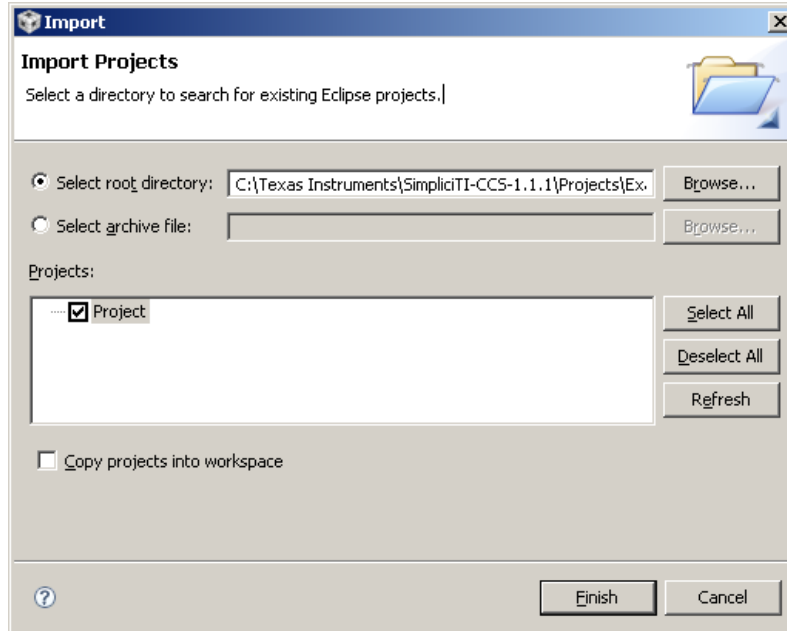 Import
Import Projects
Select a directory to search for existing Eclipse projects.
Select root directory: C:\Texas Instruments\SimpliciTI-CCS-1.1.1\Projects\Ex Browse...
Select archive file: Browse...
Projects:
Project
Select All
Deselect All
Refresh
Copy projects into workspace
? Finish Cancel